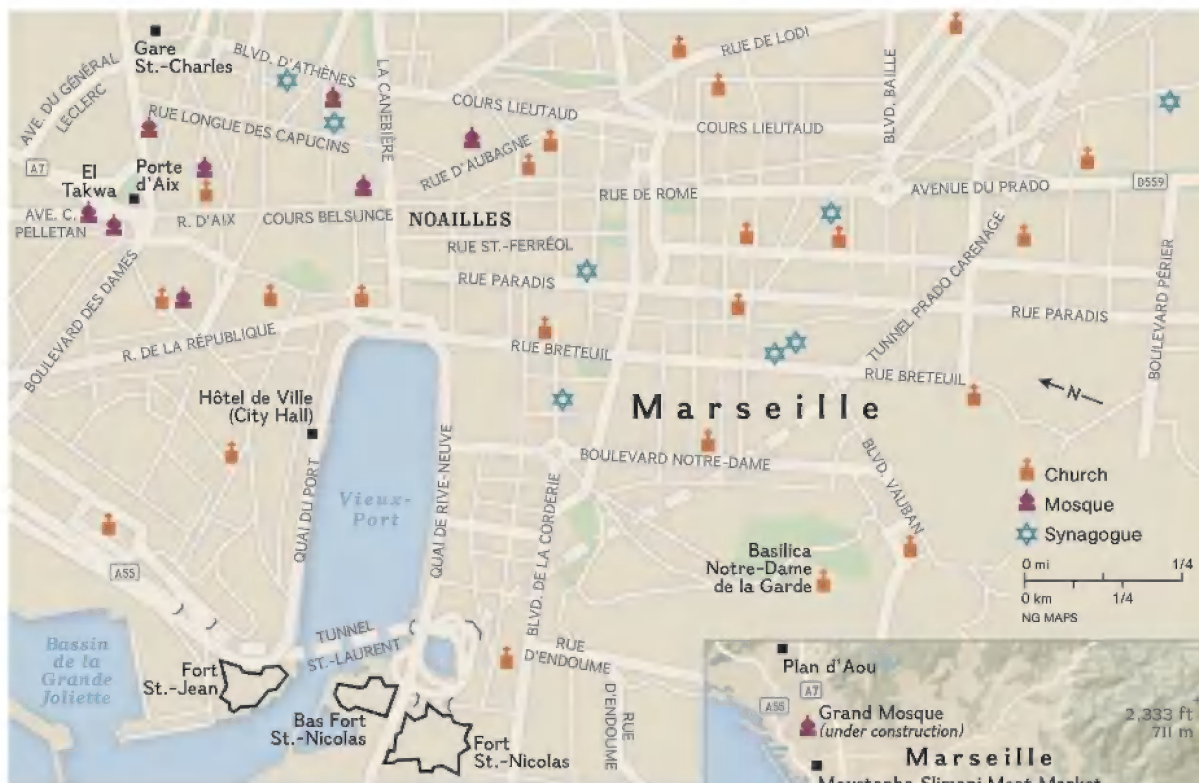 Gare
St.-Charles
BLVD. D'ATHÈNES
AVE. DU GÉNÉRAL
LECLERC
RUE LONGUE DES CAPUCINS
LA CANEBIÈRE
COURS LIEUTAUD
RUE DE LODI
BLVD. BAILLE
COURS LIEUTAUD
RUE D'AUBAGNE
A7
El
Takwa
Porte
d'Aix
RUE DE ROME
AVENUE DU PRADO
D559
AVE. C.
PELLETAN
R. D'AIX
COURS BELSUNCE
NOAILLES
RUE ST.-FERRÉOL
RUE PARADIS
BOULEVARD DES DAMES
R. DE LA RÉPUBLIQUE
RUE BRETEUIL
TUNNEL PRADO CARENAGE
RUE PARADIS
BOULEVARD PÉRIER
RUE BRETEUIL
N
Hôtel de Ville
(City Hall)
Marseille
BOULEVARD NOTRE-DAME
BLVD. VAUBAN
QUAI DU PORT
Vieux-
Port
QUAI DE RIVE-NEUVE
BLVD. DE LA CORDERIE
Church
Mosque
Synagogue
0 mi 1/4
0 km 1/4
NG MAPS
Basilica
Notre-Dame
de la Garde
A55
TUNNEL
ST.-LAURENT
RUE
D'ENDOUME
RUE
D'ENDOUME
Bassin
de la
Grande
Joliette
Fort
St.-Jean
Bas Fort
St.-Nicolas
Fort
St.-Nicolas
Plan d'Aou
A7
A55
Grand Mosque
(under construction)
2,333 ft
711 m
Marseille
Moustapha Slimani Meat Market